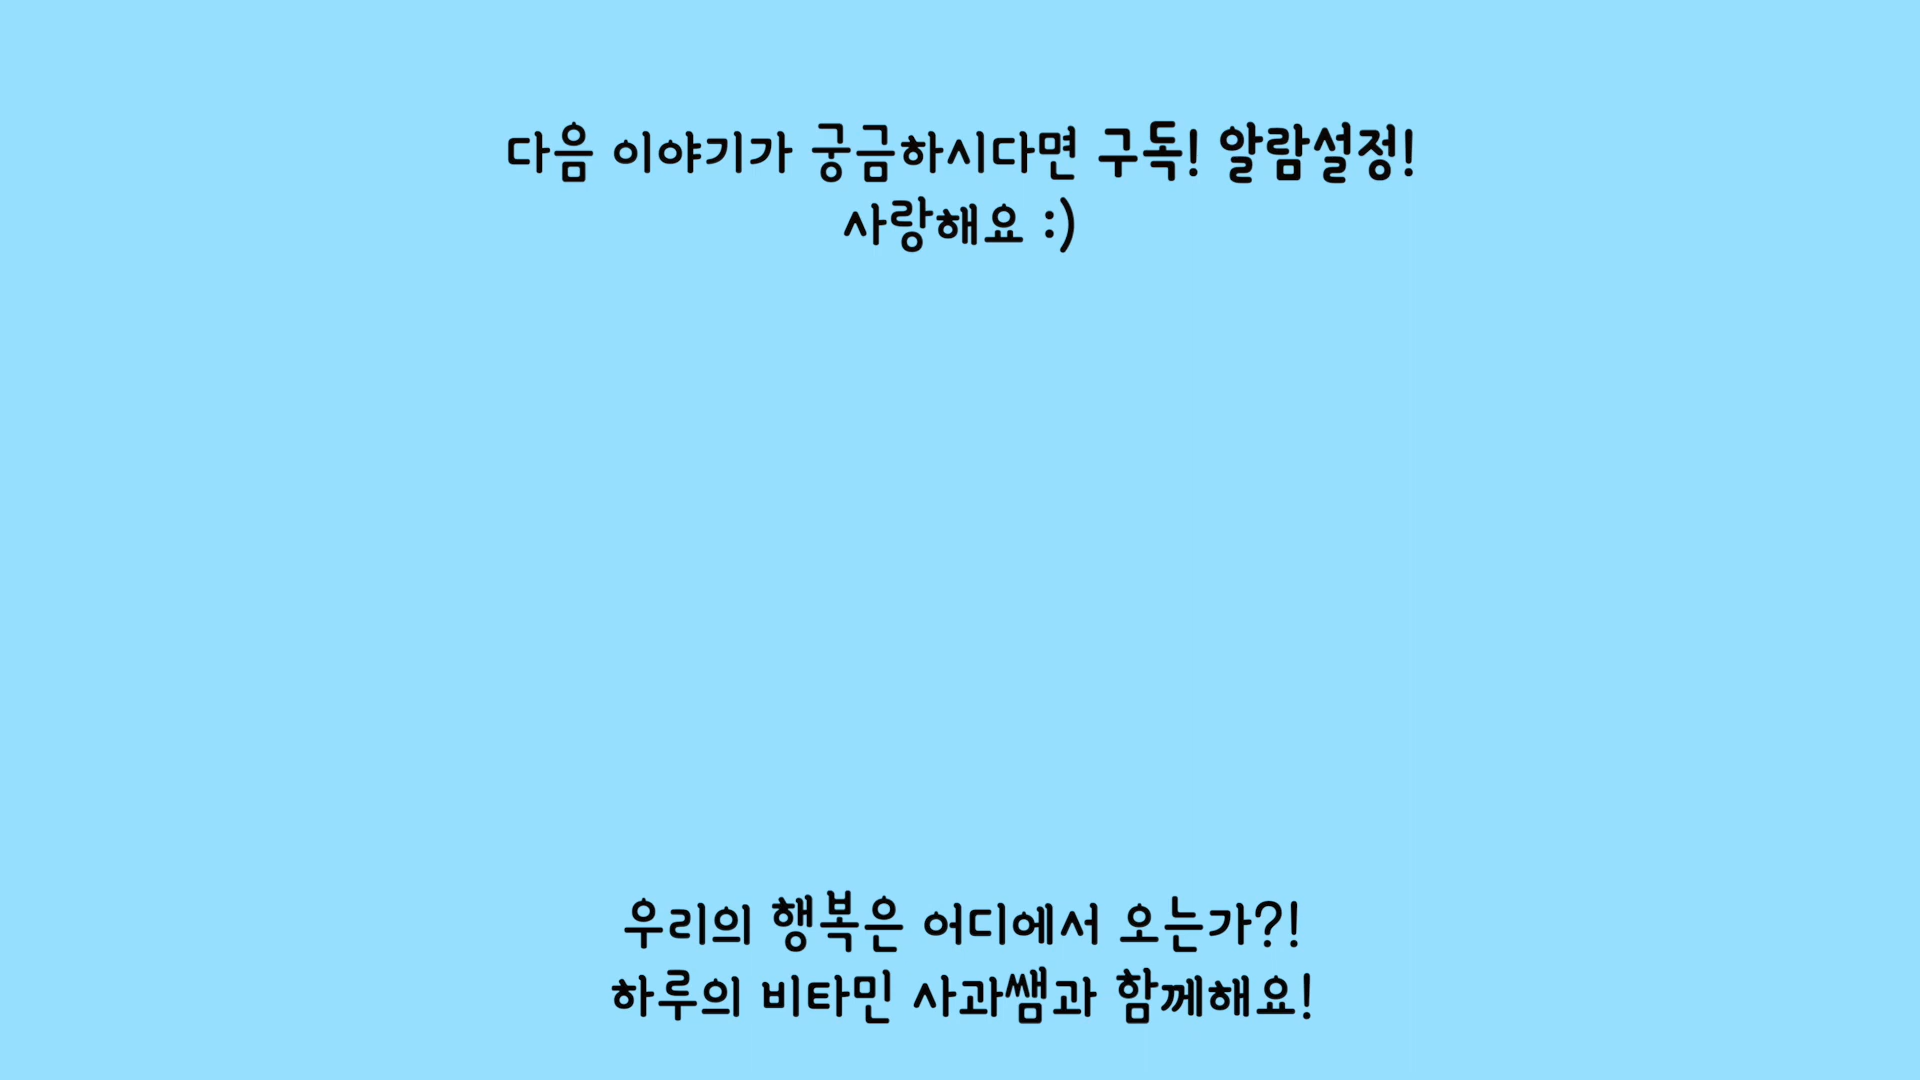 다음 이야기가 궁금하시다면 구독! 알람설정!
사랑해요 :)
우리의 행복은 어디에서 오는가?!
하루의 비타민 사과쌤과 함께해요!